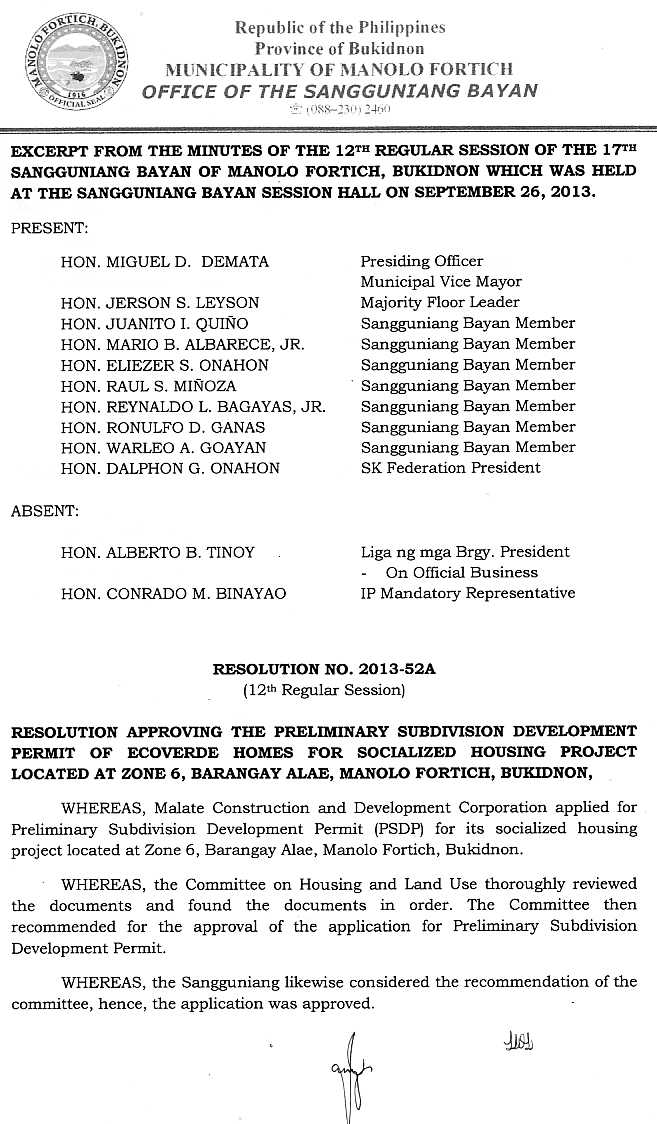 Republic of the Philippines
Province of Bukidnon
MUNICIPALITY OF MANOLO FORTICH
OFFICE OF THE SANGGUNIANG BAYAN
☏ (088–230) 2460
MANOLO FORTICH, BUKIDNON
1916
OFFICIAL SEAL
EXCERPT FROM THE MINUTES OF THE 12TH REGULAR SESSION OF THE 17TH
SANGGUNIANG BAYAN OF MANOLO FORTICH, BUKIDNON WHICH WAS HELD
AT THE SANGGUNIANG BAYAN SESSION HALL ON SEPTEMBER 26, 2013.
PRESENT:
HON. MIGUEL D. DEMATA Presiding Officer
Municipal Vice Mayor
HON. JERSON S. LEYSON Majority Floor Leader
HON. JUANITO I. QUIÑO Sangguniang Bayan Member
HON. MARIO B. ALBARECE, JR. Sangguniang Bayan Member
HON. ELIEZER S. ONAHON Sangguniang Bayan Member
HON. RAUL S. MIÑOZA Sangguniang Bayan Member
HON. REYNALDO L. BAGAYAS, JR. Sangguniang Bayan Member
HON. RONULFO D. GANAS Sangguniang Bayan Member
HON. WARLEO A. GOAYAN Sangguniang Bayan Member
HON. DALPHON G. ONAHON SK Federation President
ABSENT:
HON. ALBERTO B. TINOY Liga ng mga Brgy. President
- On Official Business
HON. CONRADO M. BINAYAO IP Mandatory Representative
RESOLUTION NO. 2013-52A
(12th Regular Session)
RESOLUTION APPROVING THE PRELIMINARY SUBDIVISION DEVELOPMENT
PERMIT OF ECOVERDE HOMES FOR SOCIALIZED HOUSING PROJECT
LOCATED AT ZONE 6, BARANGAY ALAE, MANOLO FORTICH, BUKIDNON,
WHEREAS, Malate Construction and Development Corporation applied for
Preliminary Subdivision Development Permit (PSDP) for its socialized housing
project located at Zone 6, Barangay Alae, Manolo Fortich, Bukidnon.
WHEREAS, the Committee on Housing and Land Use thoroughly reviewed
the documents and found the documents in order. The Committee then
recommended for the approval of the application for Preliminary Subdivision
Development Permit.
WHEREAS, the Sangguniang likewise considered the recommendation of the
committee, hence, the application was approved.